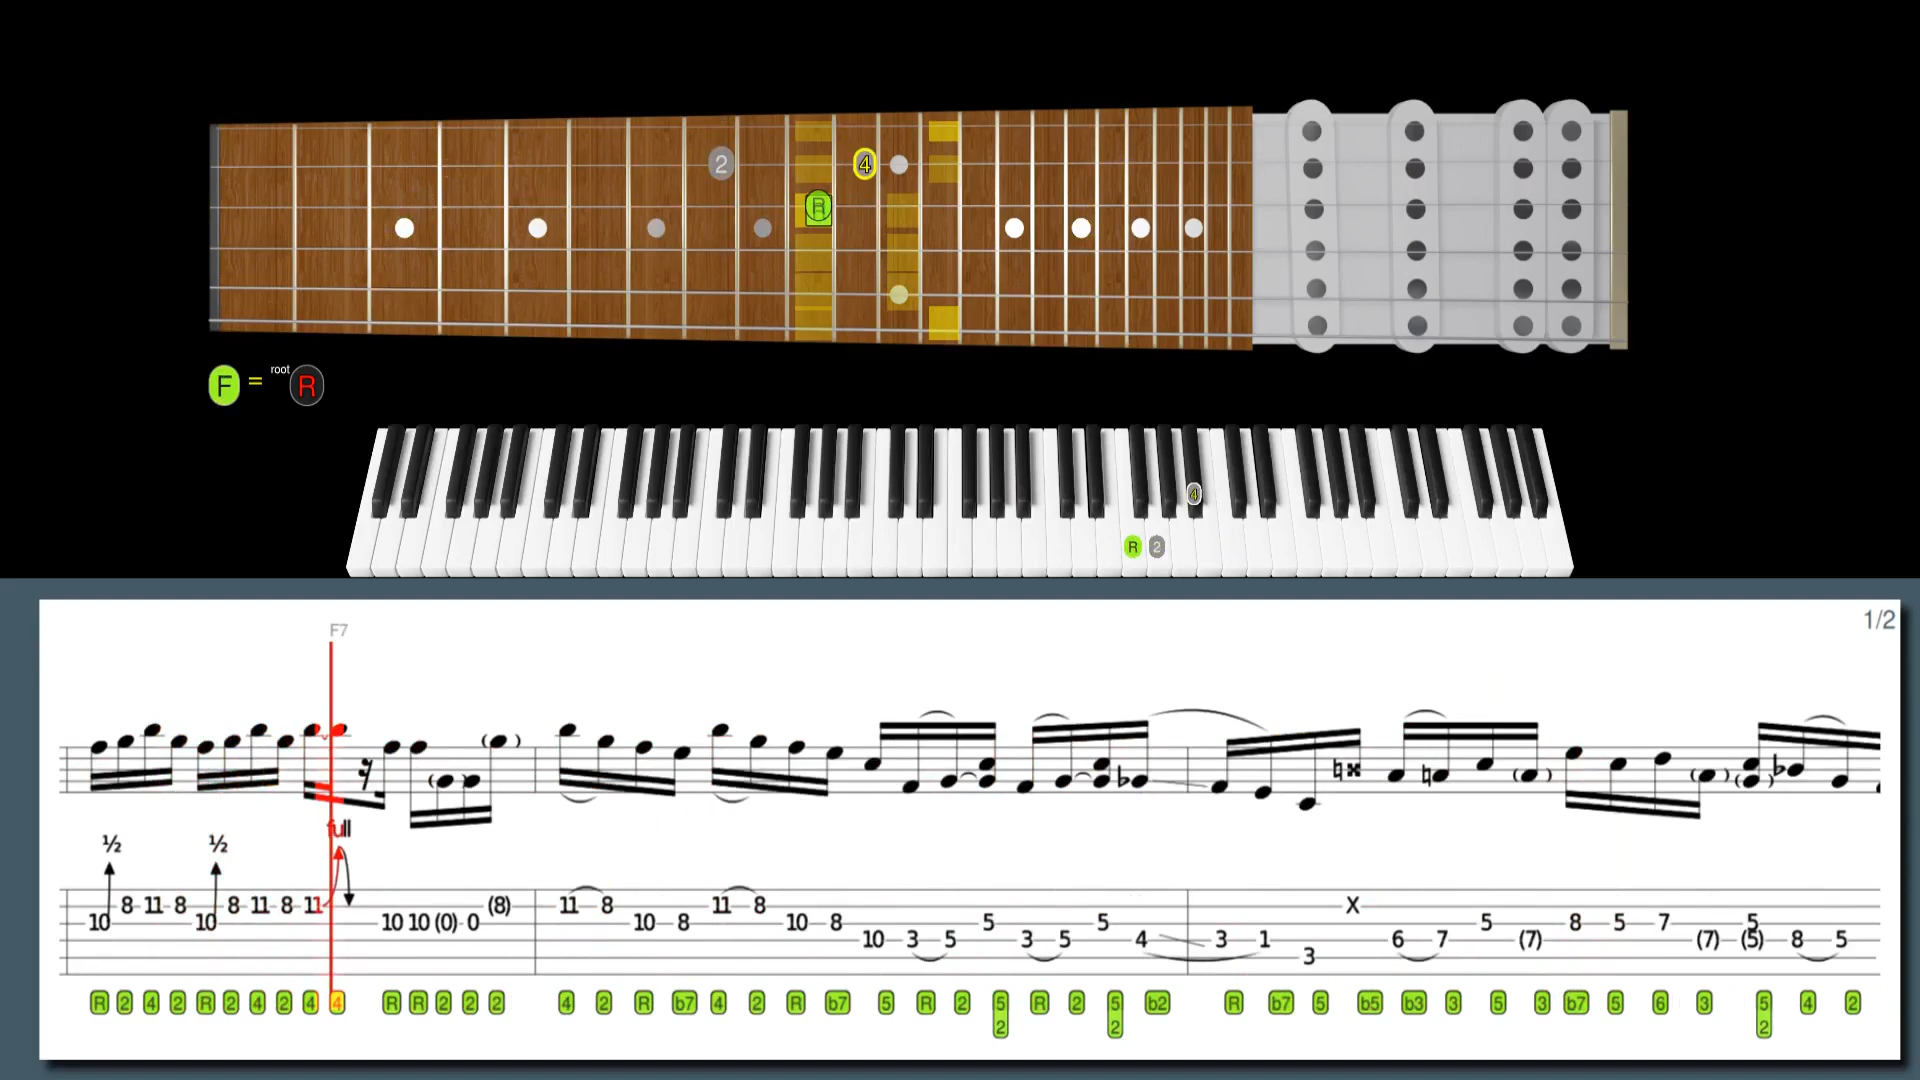 2
4
R
F = root R
4
R 2
1/2
F7
full
½ ½
8 11 8 8 11 8 11 (8) 11 8 11 8 X
10 10 10 10 (0) 0 10 8 10 8 5 5 5 8 5 7 5
10 3 5 3 5 4 3 1 6 7 (7) (7) (5) 8 5
3
R 2 4 2 R 2 4 2 4 4 R R 2 2 2 4 2 R b7 4 2 R b7 5 R 2 5 R 2 5 b2 R b7 5 b5 b3 3 5 3 b7 5 6 3 5 4 2
2 2 2